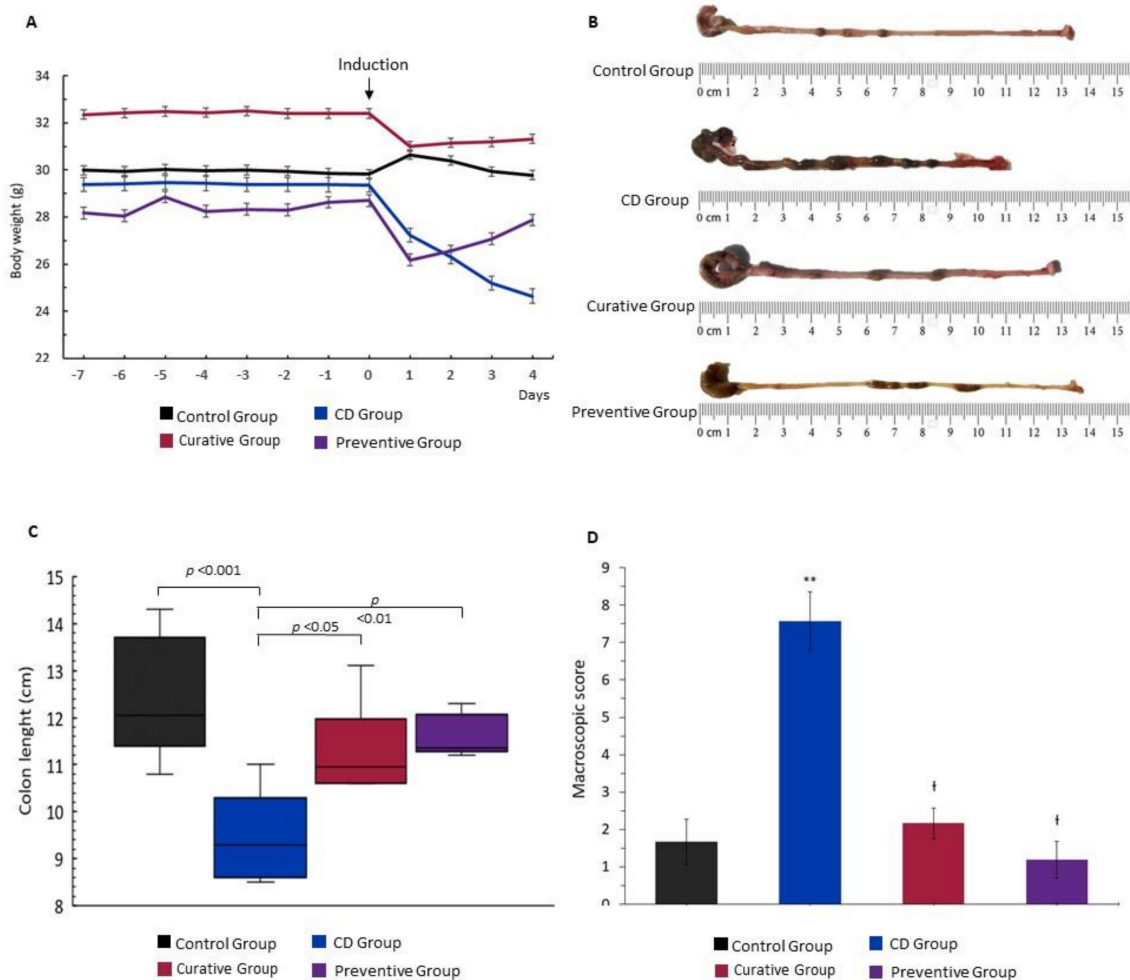 A
Induction
34
32
30
28
26
24
22
Body weight (g)
-7 -6 -5 -4 -3 -2 -1 0 1 2 3 4
Days
Control Group CD Group
Curative Group Preventive Group
B
Control Group
0 cm 1 2 3 4 5 6 7 8 9 10 11 12 13 14 15
CD Group
0 cm 1 2 3 4 5 6 7 8 9 10 11 12 13 14 15
Curative Group
0 cm 1 2 3 4 5 6 7 8 9 10 11 12 13 14 15
Preventive Group
0 cm 1 2 3 4 5 6 7 8 9 10 11 12 13 14 15
C
p <0.001
p
<0.01
p <0.05
15
14
13
12
11
10
9
8
Colon lenght (cm)
Control Group CD Group
Curative Group Preventive Group
D
9
8
7
6
5
4
3
2
1
0
Macroscopic score
**
ƚ
ƚ
Control Group CD Group
Curative Group Preventive Group